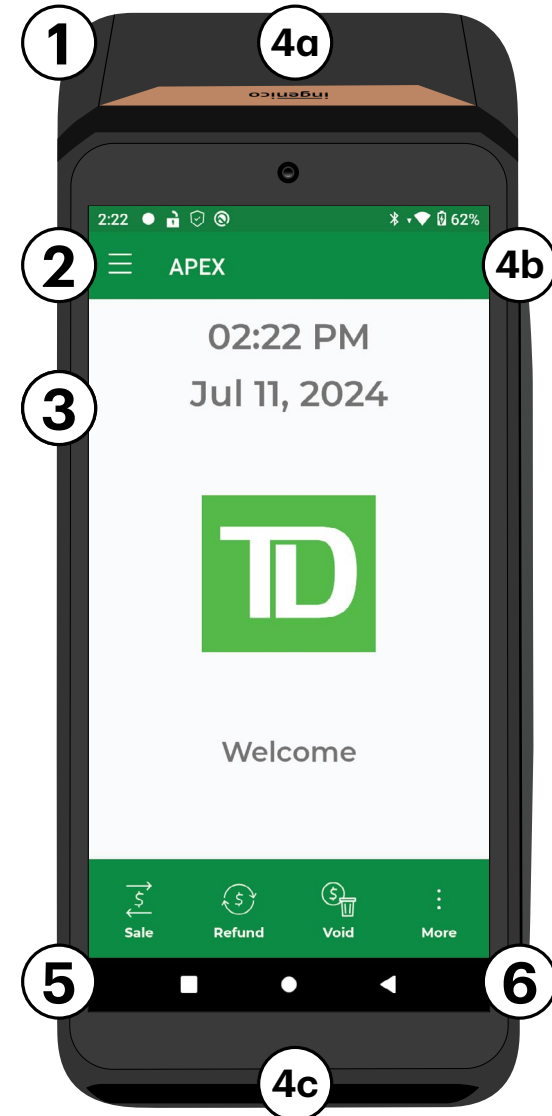 1
4a
ingenico
2:22 62%
2
APEX
4b
02:22 PM
Jul 11, 2024
3
TD
Welcome
Sale Refund Void More
5
6
4c